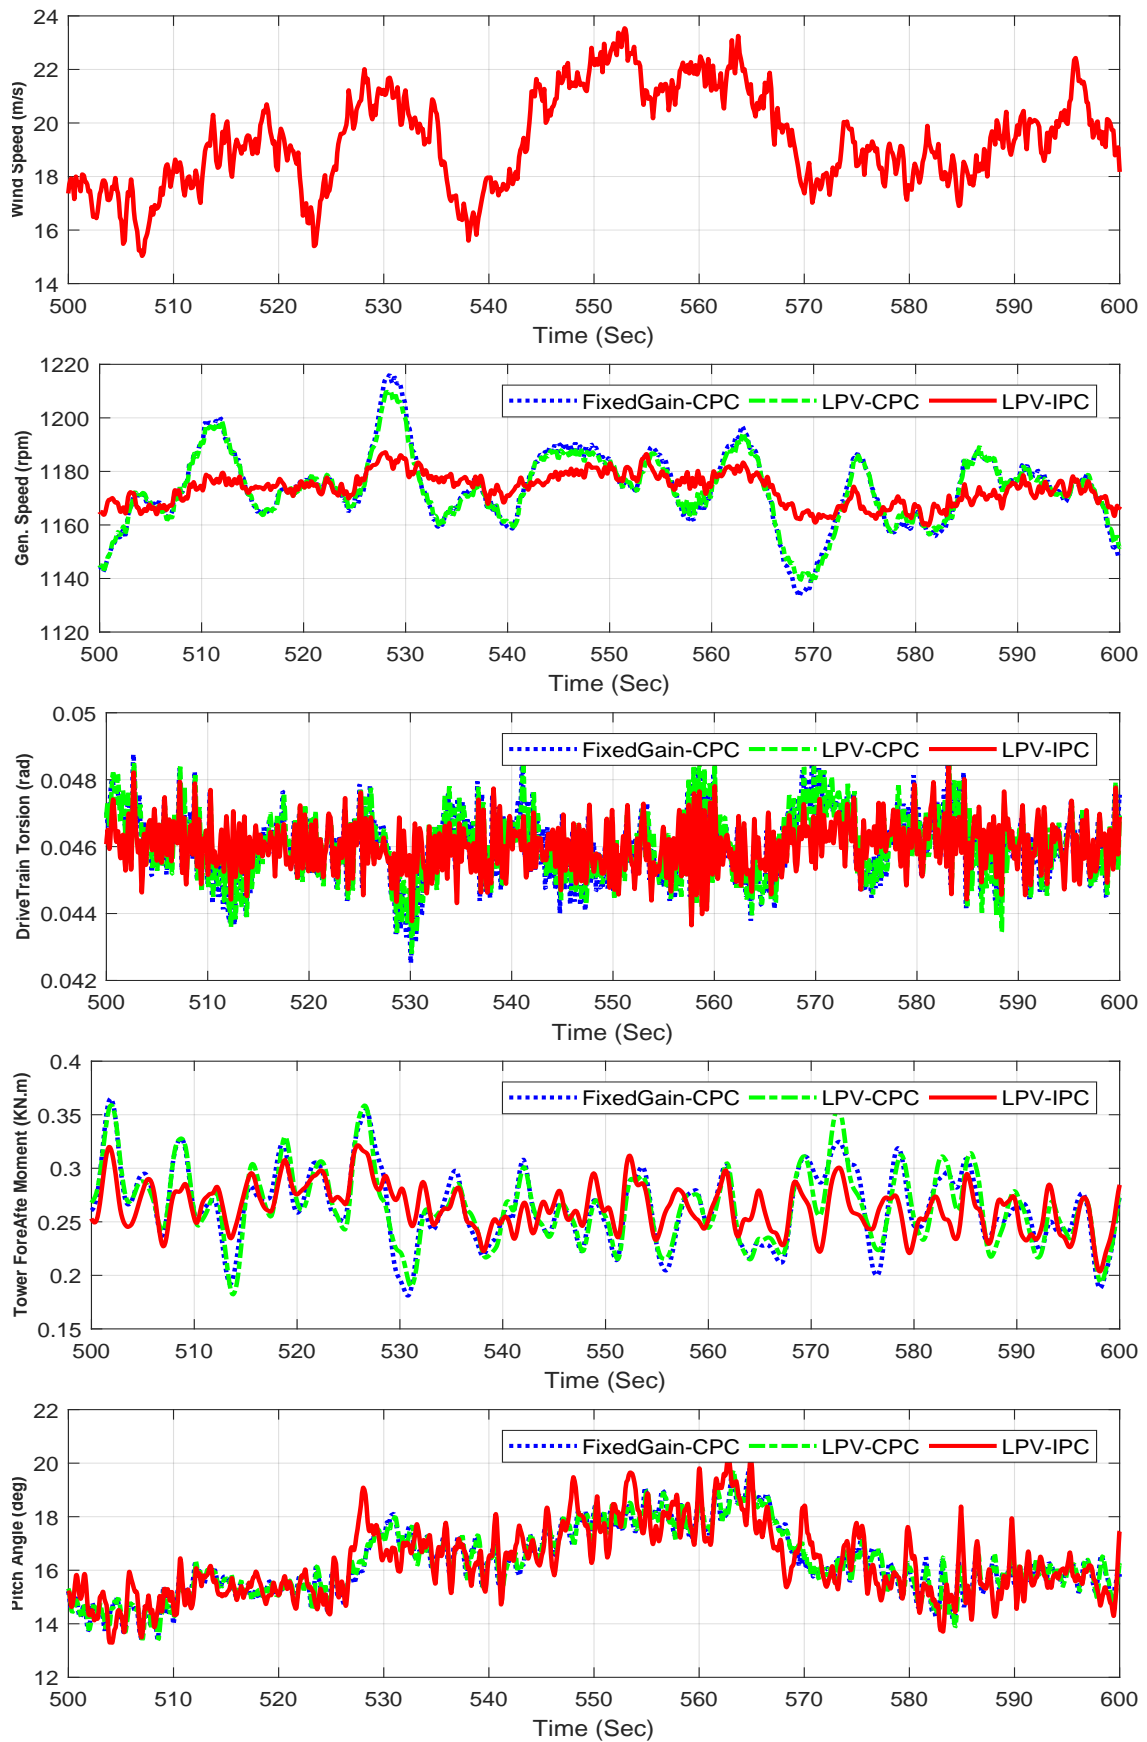 24
22
20
18
16
14
Wind Speed (m/s)
500 510 520 530 540 550 560 570 580 590 600
Time (Sec)
1220
1200
1180
1160
1140
1120
Gen. Speed (rpm)
FixedGain-CPC LPV-CPC LPV-IPC
500 510 520 530 540 550 560 570 580 590 600
Time (Sec)
0.05
0.048
0.046
0.044
0.042
DriveTrain Torsion (rad)
FixedGain-CPC LPV-CPC LPV-IPC
500 510 520 530 540 550 560 570 580 590 600
Time (Sec)
0.4
0.35
0.3
0.25
0.2
0.15
Tower ForeAfte Moment (KN.m)
FixedGain-CPC LPV-CPC LPV-IPC
500 510 520 530 540 550 560 570 580 590 600
Time (Sec)
22
20
18
16
14
12
Pitch Angle (deg)
FixedGain-CPC LPV-CPC LPV-IPC
500 510 520 530 540 550 560 570 580 590 600
Time (Sec)